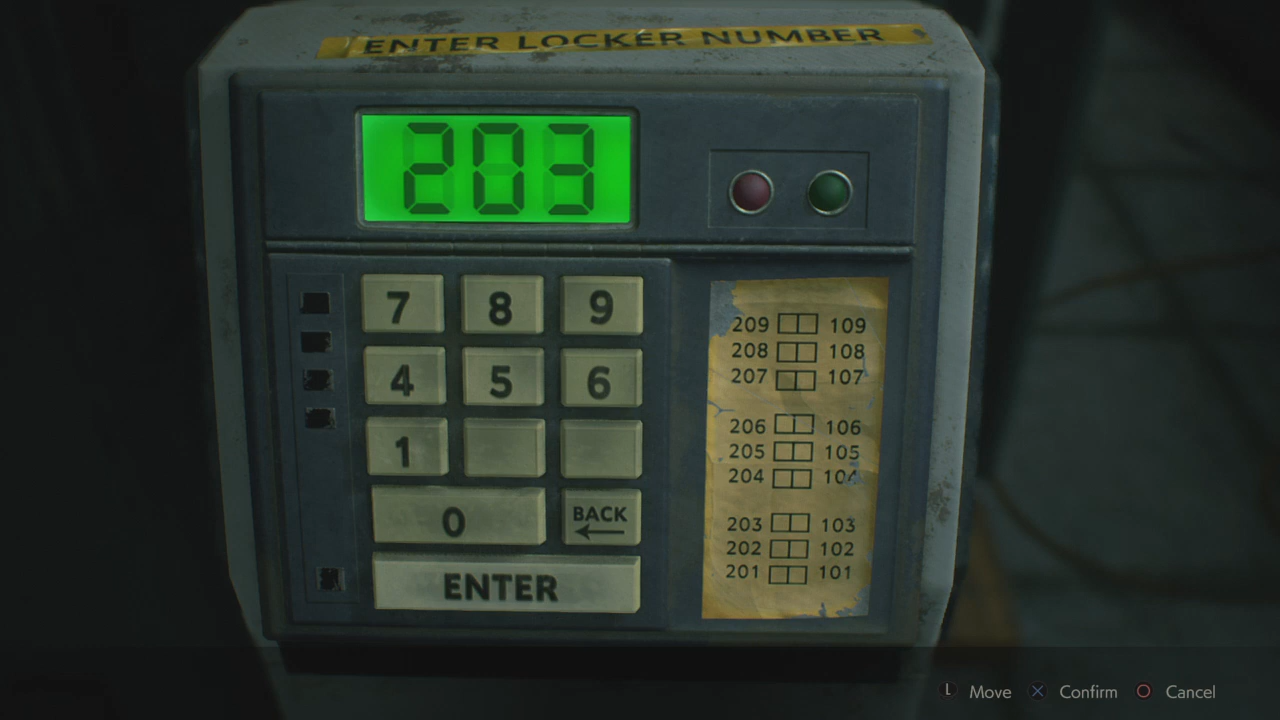 ENTER LOCKER NUMBER
203
7 8 9
4 5 6
1
0 BACK
ENTER
209 109
208 108
207 107
206 106
205 105
204 104
203 103
202 102
201 101
L Move X Confirm O Cancel